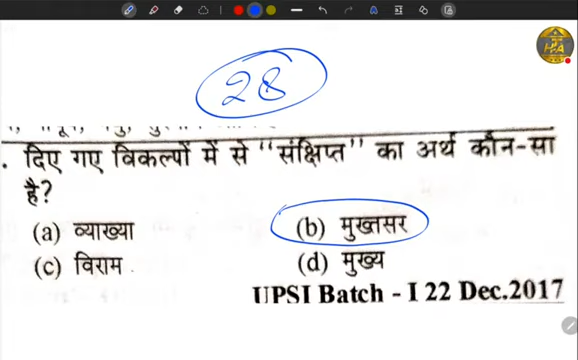 28
. दिए गए विकल्पों में से "संक्षिप्त" का अर्थ कौन-सा
है?
(a) व्याख्या (b) मुख्तसर
(c) विराम (d) मुख्य
UPSI Batch - I 22 Dec.2017